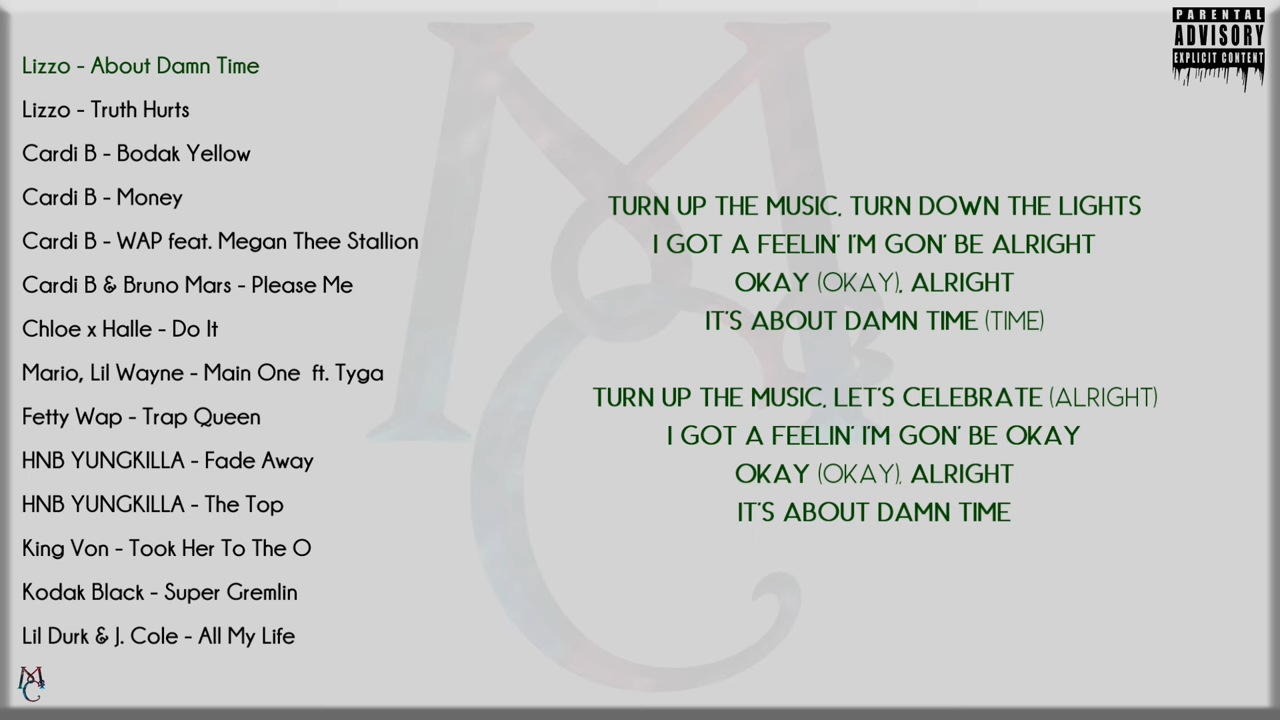 PARENTAL
ADVISORY
EXPLICIT CONTENT
Lizzo - About Damn Time
Lizzo - Truth Hurts
Cardi B - Bodak Yellow
Cardi B - Money
Cardi B - WAP feat. Megan Thee Stallion
Cardi B & Bruno Mars - Please Me
Chloe x Halle - Do It
Mario, Lil Wayne - Main One  ft. Tyga
Fetty Wap - Trap Queen
HNB YUNGKILLA - Fade Away
HNB YUNGKILLA - The Top
King Von - Took Her To The O
Kodak Black - Super Gremlin
Lil Durk & J. Cole - All My Life
TURN UP THE MUSIC, TURN DOWN THE LIGHTS
I GOT A FEELIN' I'M GON' BE ALRIGHT
OKAY (OKAY), ALRIGHT
IT'S ABOUT DAMN TIME (TIME)
TURN UP THE MUSIC, LET'S CELEBRATE (ALRIGHT)
I GOT A FEELIN' I'M GON' BE OKAY
OKAY (OKAY), ALRIGHT
IT'S ABOUT DAMN TIME